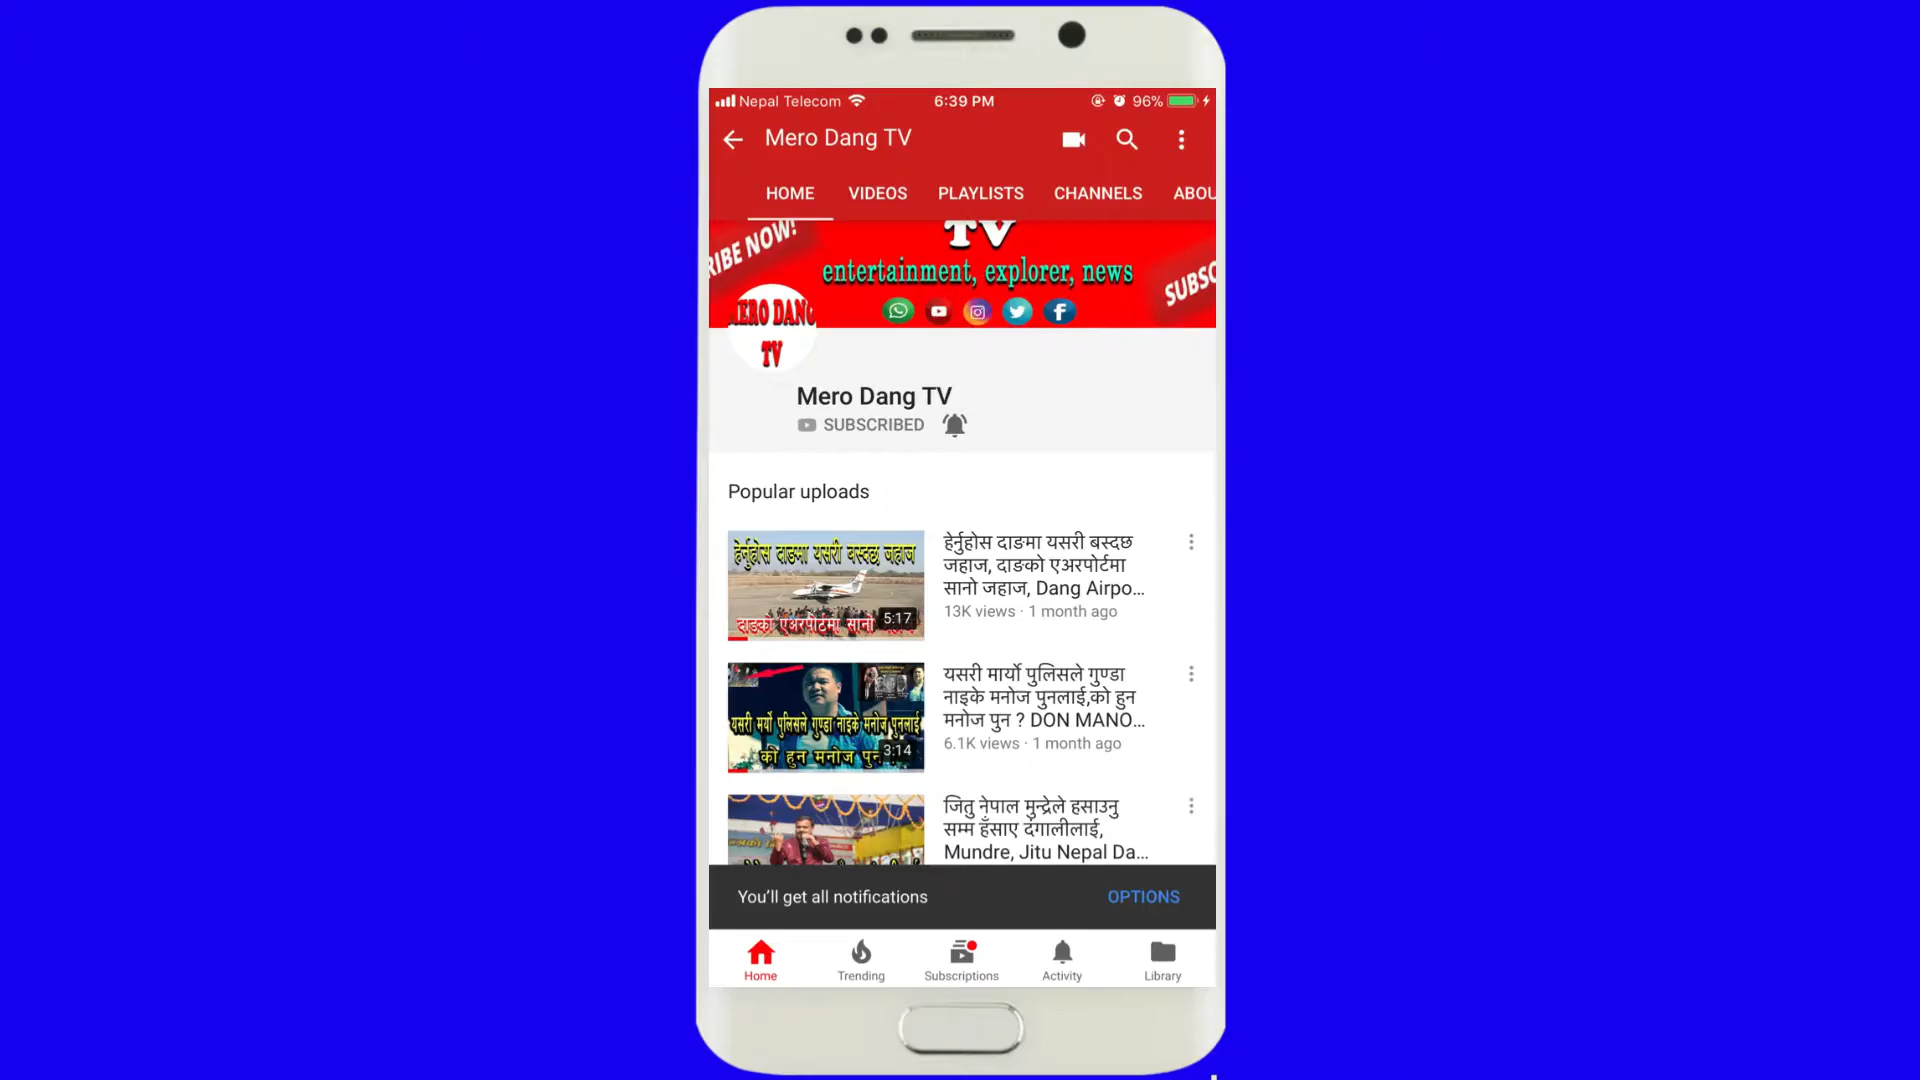 Nepal Telecom 6:39 PM 96%
Mero Dang TV
HOME VIDEOS PLAYLISTS CHANNELS ABOU
RIBE NOW! TV
entertainment, explorer, news SUBSC
MERO DANG
TV
Mero Dang TV
SUBSCRIBED
Popular uploads
हेर्नुहोस दाङमा यसरी बस्दछ जहाज
दाङको एअरपोर्टमा सानो
5:17
हेर्नुहोस दाङमा यसरी बस्दछ
जहाज, दाङको एअरपोर्टमा
सानो जहाज, Dang Airpo...
13K views · 1 month ago
यसरी मर्यो पुलिसले गुण्डा नाइके मनोज पुनलाई
को हुन मनोज पुन
3:14
यसरी मार्यो पुलिसले गुण्डा
नाइके मनोज पुनलाई,को हुन
मनोज पुन ? DON MANO...
6.1K views · 1 month ago
जितु नेपाल मुन्द्रेले हसाउनु
सम्म हँसाए दंगालीलाई,
Mundre, Jitu Nepal Da...
You'll get all notifications OPTIONS
Home Trending Subscriptions Activity Library